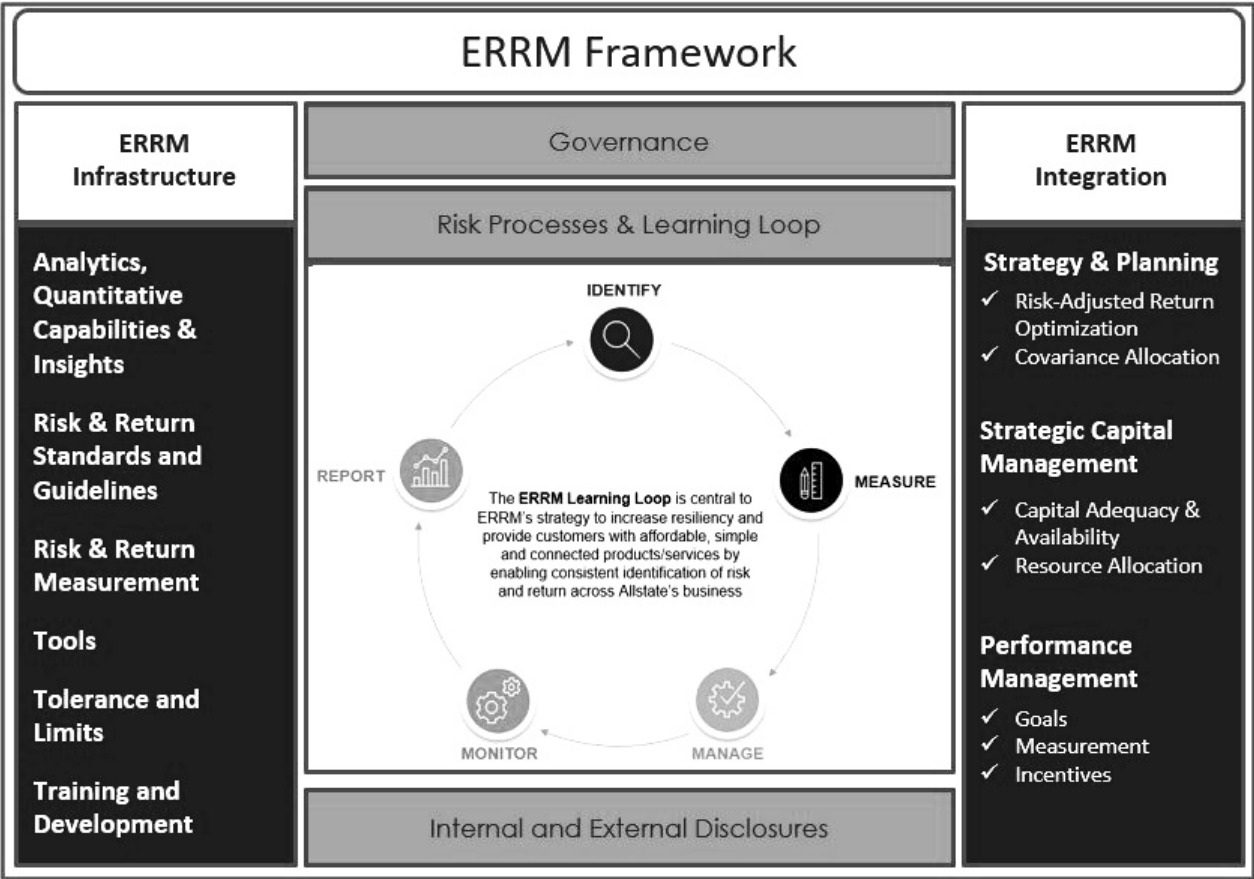 ERRM Framework
ERRM
Infrastructure
Analytics,
Quantitative
Capabilities &
Insights
Risk & Return
Standards and
Guidelines
Risk & Return
Measurement
Tools
Tolerance and
Limits
Training and
Development
Governance
Risk Processes & Learning Loop
IDENTIFY
MEASURE
MANAGE
MONITOR
REPORT
The ERRM Learning Loop is central to
ERRM's strategy to increase resiliency and
provide customers with affordable, simple
and connected products/services by
enabling consistent identification of risk
and return across Allstate's business
Internal and External Disclosures
ERRM
Integration
Strategy & Planning
✓ Risk-Adjusted Return
Optimization
✓ Covariance Allocation
Strategic Capital
Management
✓ Capital Adequacy &
Availability
✓ Resource Allocation
Performance
Management
✓ Goals
✓ Measurement
✓ Incentives